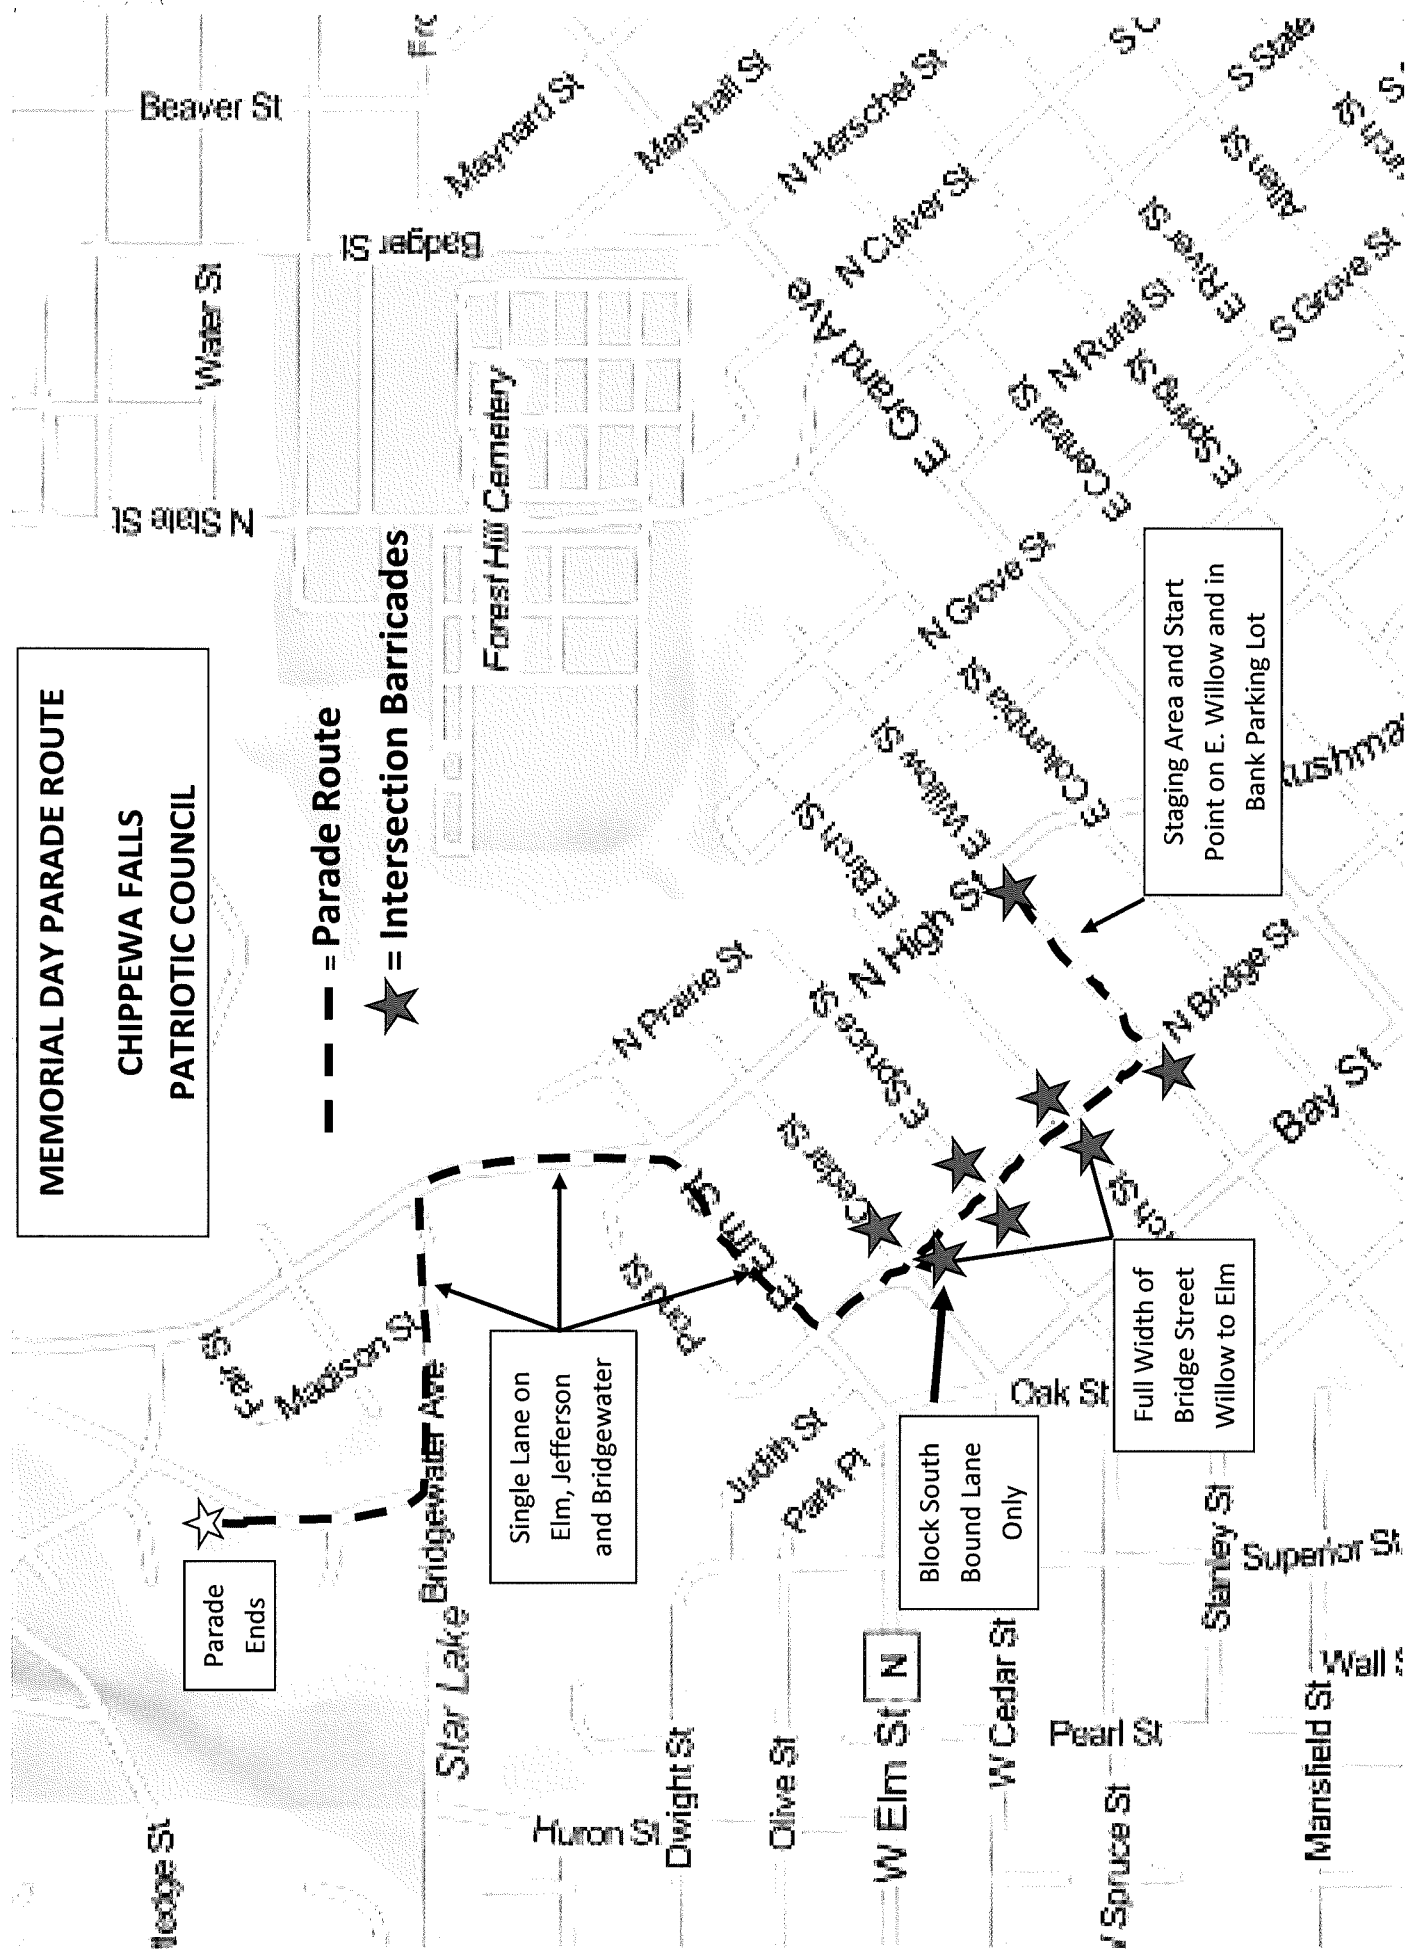 MEMORIAL DAY PARADE ROUTE
CHIPPEWA FALLS
PATRIOTIC COUNCIL
= Parade Route
= Intersection Barricades
Parade
Ends
Single Lane on
Elm, Jefferson
and Bridgewater
Block South
Bound Lane
Only
Full Width of
Bridge Street
Willow to Elm
Staging Area and Start
Point on E. Willow and in
Bank Parking Lot
Beaver St
Water St
N State St
Badger St
Maynard St
Marshall St
N Herschel St
N Culver St
E Grand Ave
Forest Hill Cemetery
N Rural St
E Central St
E Spring St
E River St
Allen St
S State
S Grove St
N Grove St
E Columbia St
E Willow St
E Birch St
N High St
N Prairie St
E Spruce St
Cedar St
E Elm St
Pond St
N Bridge St
Bay St
Fair St
Madison St
Bridgewater Ave
Star Lake
Judith St
Park Pl
Oak St
Stanley St
Superior St
Dwight St
Huron St
Olive St
W Elm St
N
W Cedar St
Pearl St
Spruce St
Mansfield St
Wall S